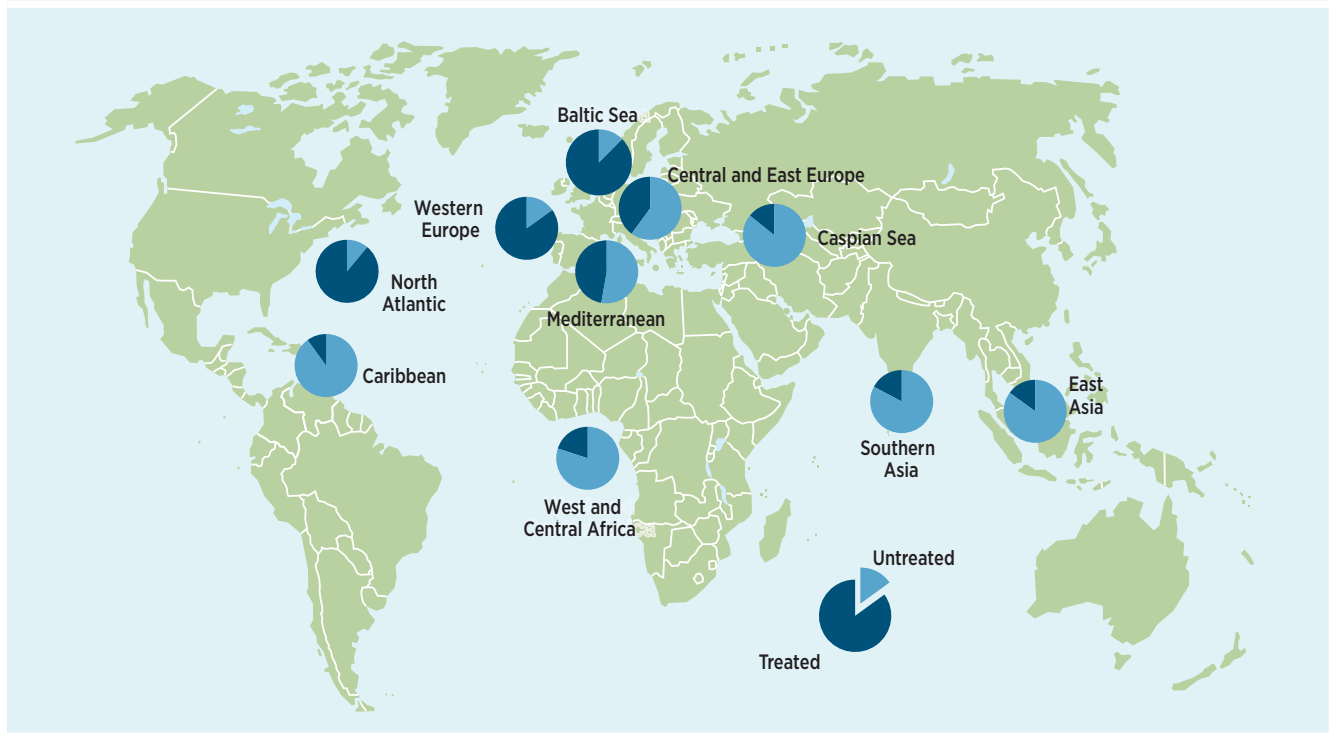 Baltic Sea
Central and East Europe
Western
Europe
Caspian Sea
North
Atlantic
Mediterranean
Caribbean
East
Asia
Southern
Asia
West and
Central Africa
Untreated
Treated